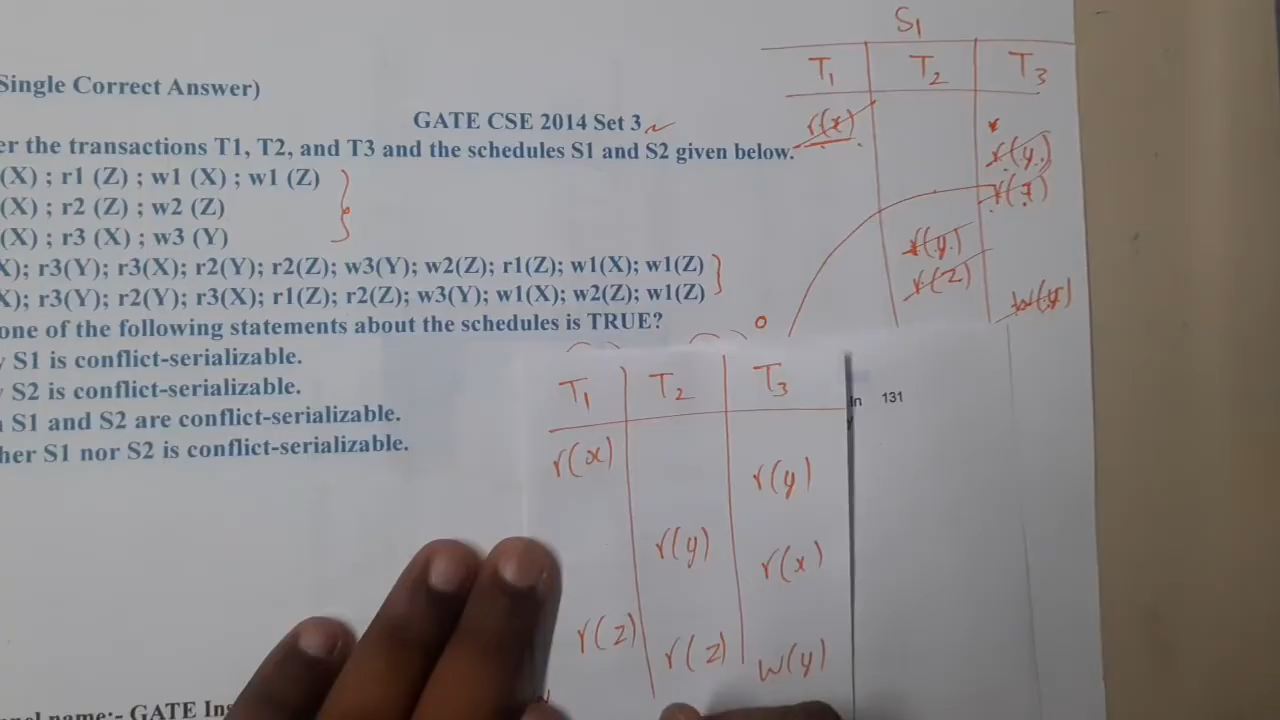 S1
T1 T2 T3
r(x)
r(y)
r(x)
r(y)
r(z)
w(y)
Single Correct Answer)
GATE CSE 2014 Set 3
er the transactions T1, T2, and T3 and the schedules S1 and S2 given below.
(X) ; r1 (Z) ; w1 (X) ; w1 (Z)
(X) ; r2 (Z) ; w2 (Z)
(X) ; r3 (X) ; w3 (Y)
X); r3(Y); r3(X); r2(Y); r2(Z); w3(Y); w2(Z); r1(Z); w1(X); w1(Z)
X); r3(Y); r2(Y); r3(X); r1(Z); r2(Z); w3(Y); w1(X); w2(Z); w1(Z)
one of the following statements about the schedules is TRUE?
y S1 is conflict-serializable.
y S2 is conflict-serializable.
h S1 and S2 are conflict-serializable.
her S1 nor S2 is conflict-serializable.
T1 T2 T3
r(x)
r(y)
r(y) r(x)
r(z) r(z) w(y)
In 131
nnel name:- GATE Ins